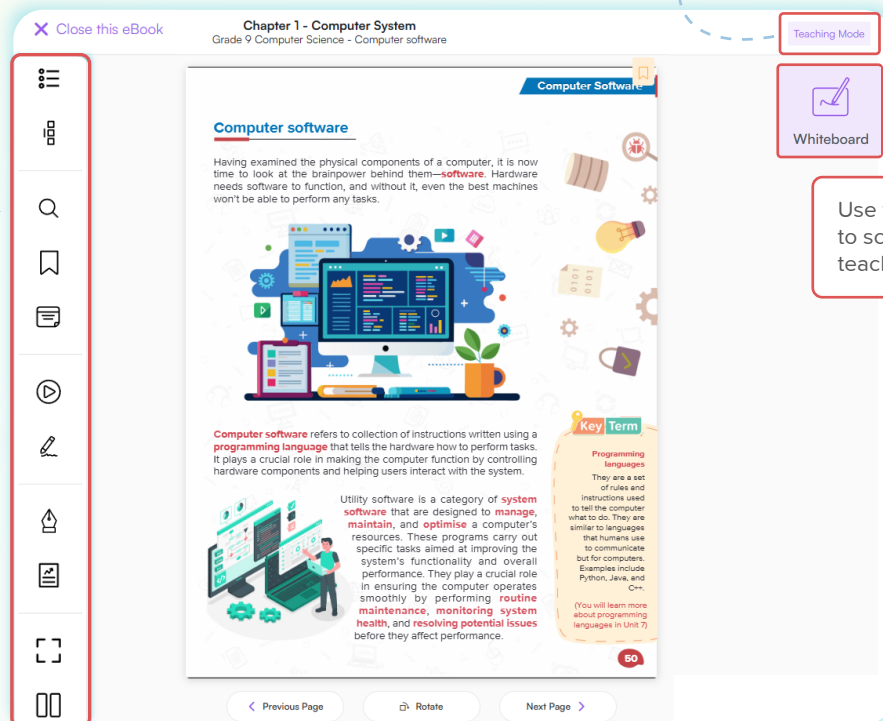 Close this eBook
Chapter 1 - Computer System
Grade 9 Computer Science - Computer software
Teaching Mode
Whiteboard
Use
to
teach
Computer Software
Computer software
Having examined the physical components of a computer, it is now
time to look at the brainpower behind them—software. Hardware
needs software to function, and without it, even the best machines
won't be able to perform any tasks.
0101
0101
Computer software refers to collection of instructions written using a
programming language that tells the hardware how to perform tasks.
It plays a crucial role in making the computer function by controlling
hardware components and helping users interact with the system.
Utility software is a category of system
software that are designed to manage,
maintain, and optimise a computer's
resources. These programs carry out
specific tasks aimed at improving the
system's functionality and overall
performance. They play a crucial role
in ensuring the computer operates
smoothly by performing routine
maintenance, monitoring system
health, and resolving potential issues
before they affect performance.
Key Term
Programming
languages
They are a set
of rules and
instructions used
to tell the computer
what to do. They are
similar to languages
that humans use
to communicate
but for computers.
Examples include
Python, Java, and
C++.
(You will learn more
about programming
languages in Unit 7)
50
Previous Page
Rotate
Next Page